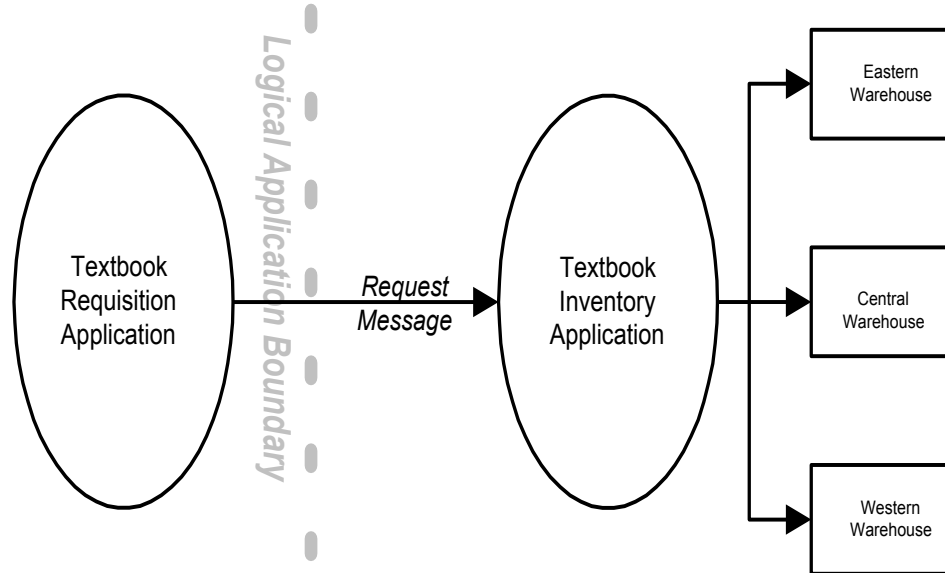 Logical Application Boundary
Textbook
Requisition
Application
Request
Message
Textbook
Inventory
Application
Eastern
Warehouse
Central
Warehouse
Western
Warehouse